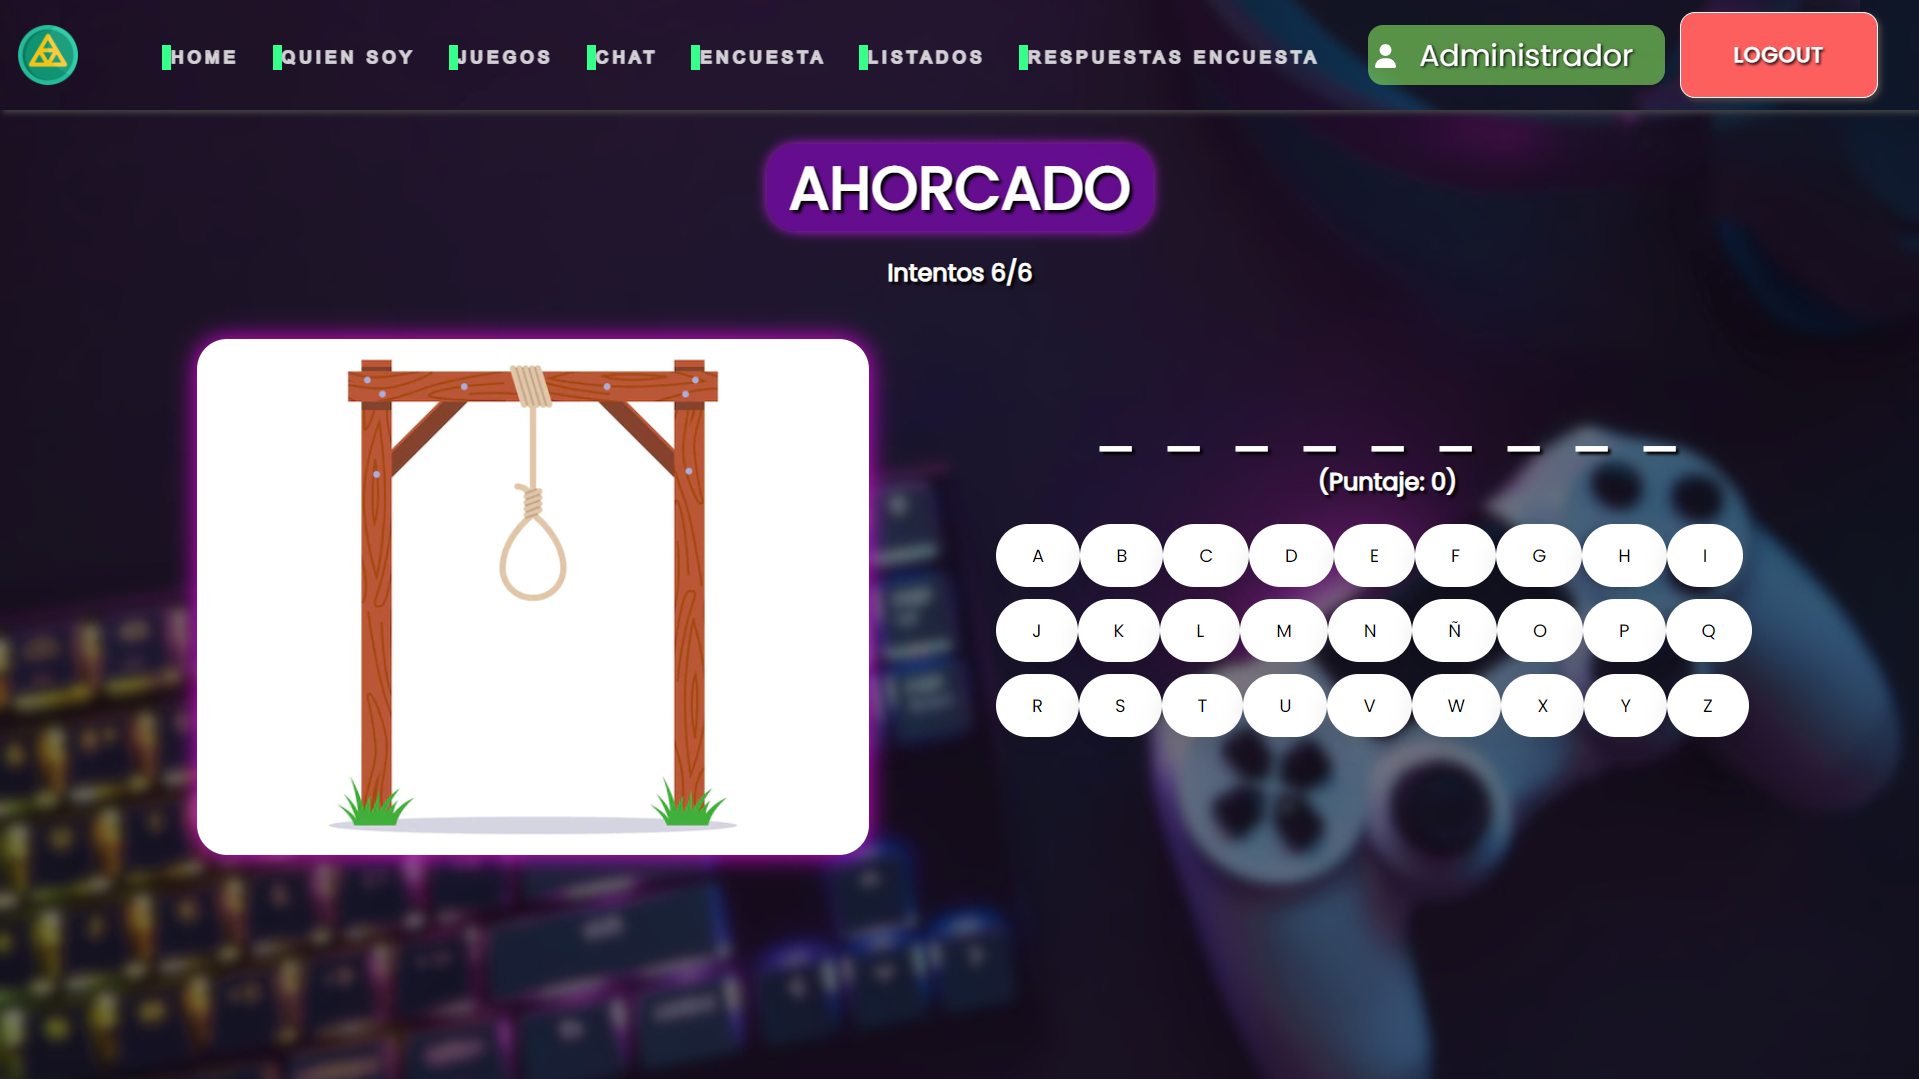 HOME QUIEN SOY JUEGOS CHAT ENCUESTA LISTADOS RESPUESTAS ENCUESTA Administrador LOGOUT
AHORCADO
Intentos 6/6
_ _ _ _ _ _ _ _ _
(Puntaje: 0)
A B C D E F G H I
J K L M N Ñ O P Q
R S T U V W X Y Z